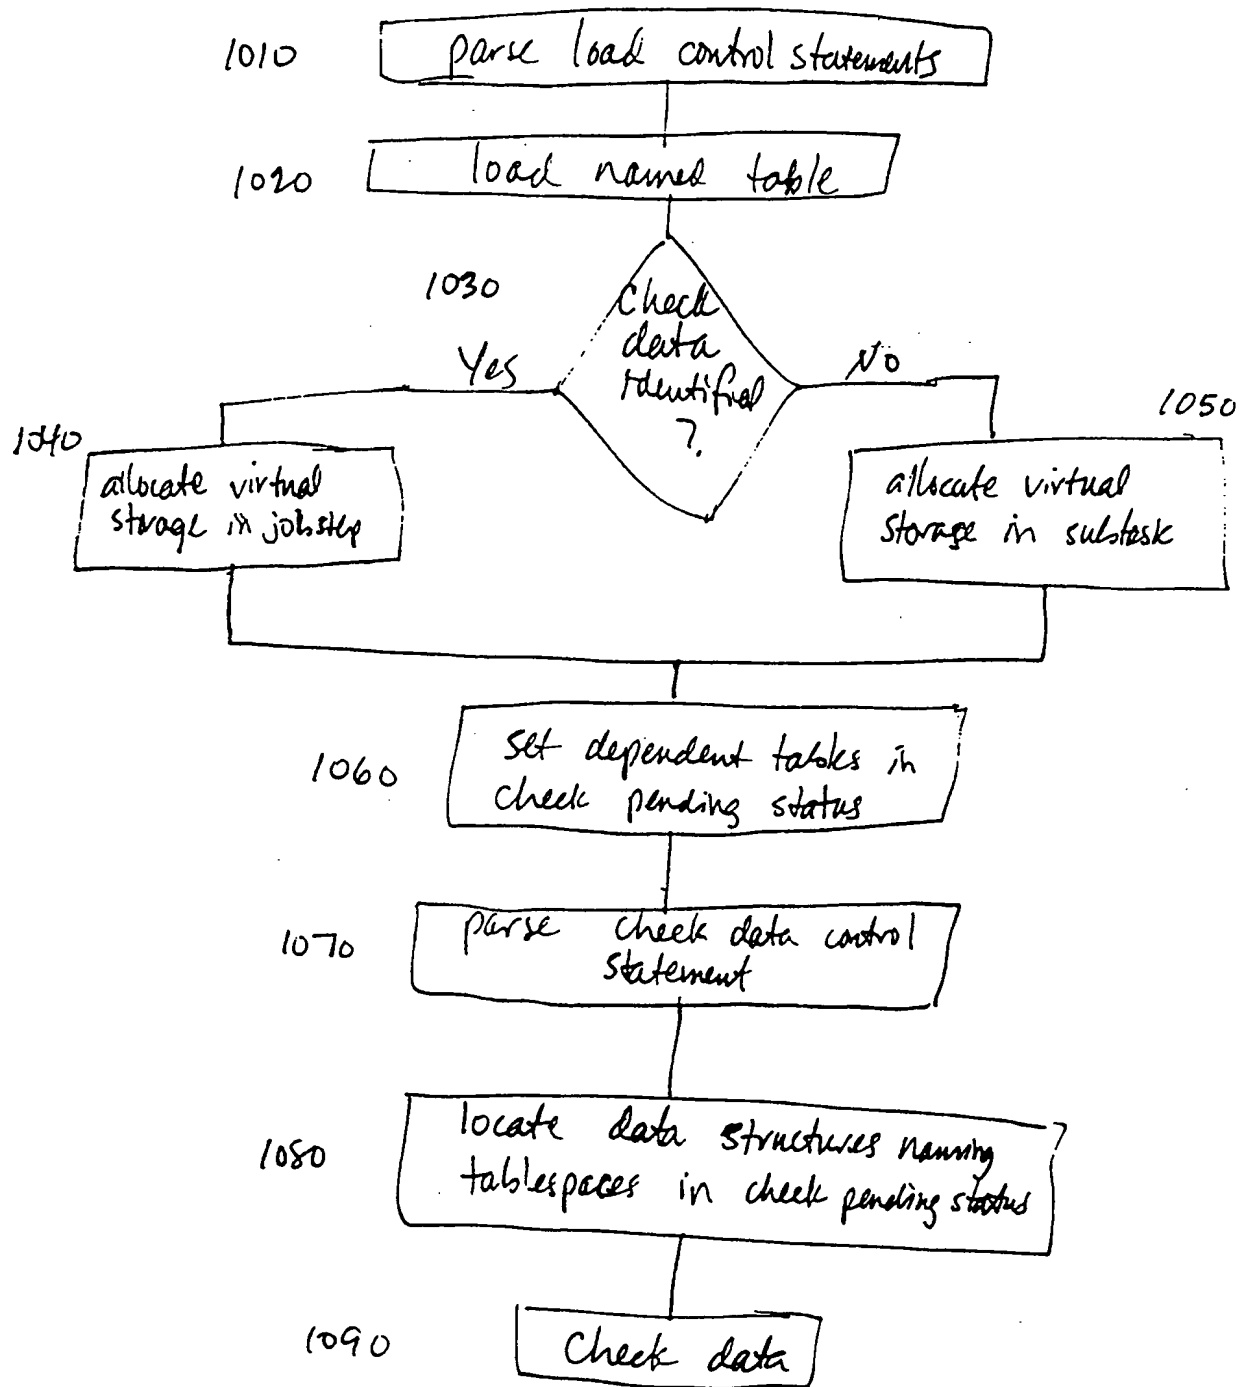 1010
parse load control statements
1020
load named table
1030
Check
data
identified
?
Yes
No
1040
allocate virtual
storage in jobstep
1050
allocate virtual
storage in subtask
1060
set dependent tables in
check pending status
1070
parse check data control
statement
1080
locate data structures naming
tablespaces in check pending status
1090
Check data